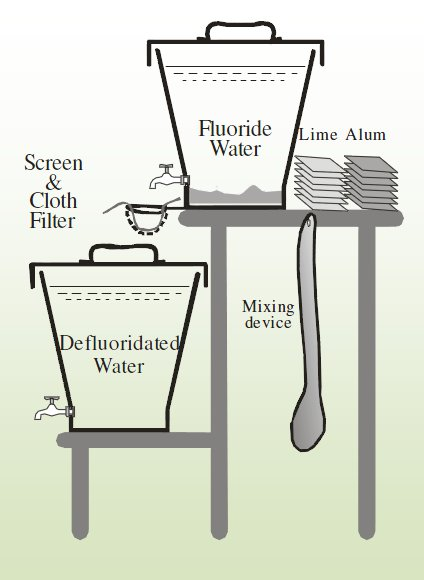 Fluoride
Water
Lime Alum
Screen
&
Cloth
Filter
Mixing
device
Defluoridated
Water